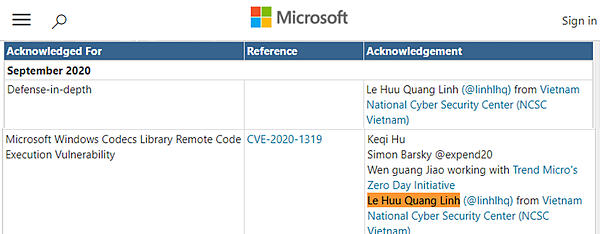 Microsoft
Sign in
Acknowledged For Reference Acknowledgement
September 2020
Defense-in-depth
Le Huu Quang Linh (@linhlhq) from Vietnam
National Cyber Security Center (NCSC
Vietnam)
Microsoft Windows Codecs Library Remote Code
Execution Vulnerability
CVE-2020-1319
Keqi Hu
Simon Barsky @expend20
Wen guang Jiao working with Trend Micro's
Zero Day Initiative
Le Huu Quang Linh (@linhlhq) from Vietnam
National Cyber Security Center (NCSC
Vietnam)